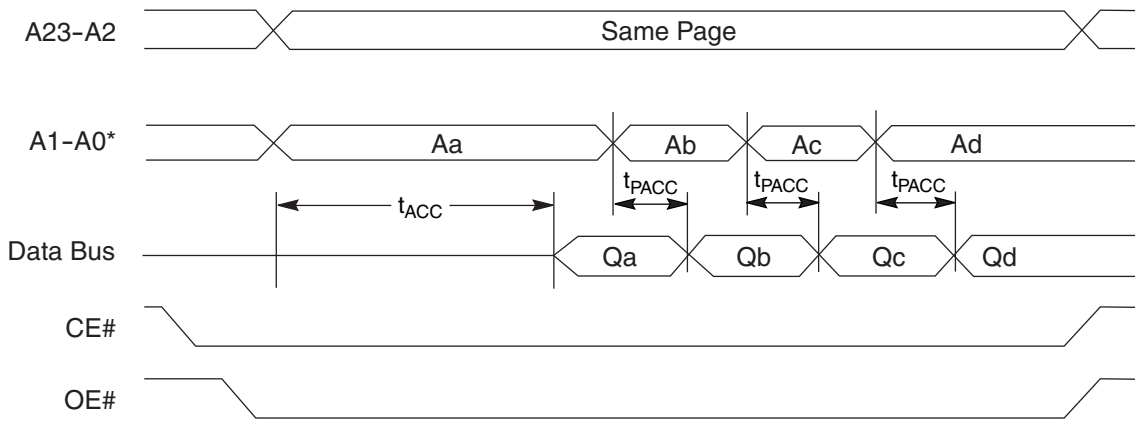 A23-A2 Same Page
A1-A0* Aa Ab Ac Ad
tPACC tPACC tPACC
tACC
Data Bus Qa Qb Qc Qd
CE#
OE#